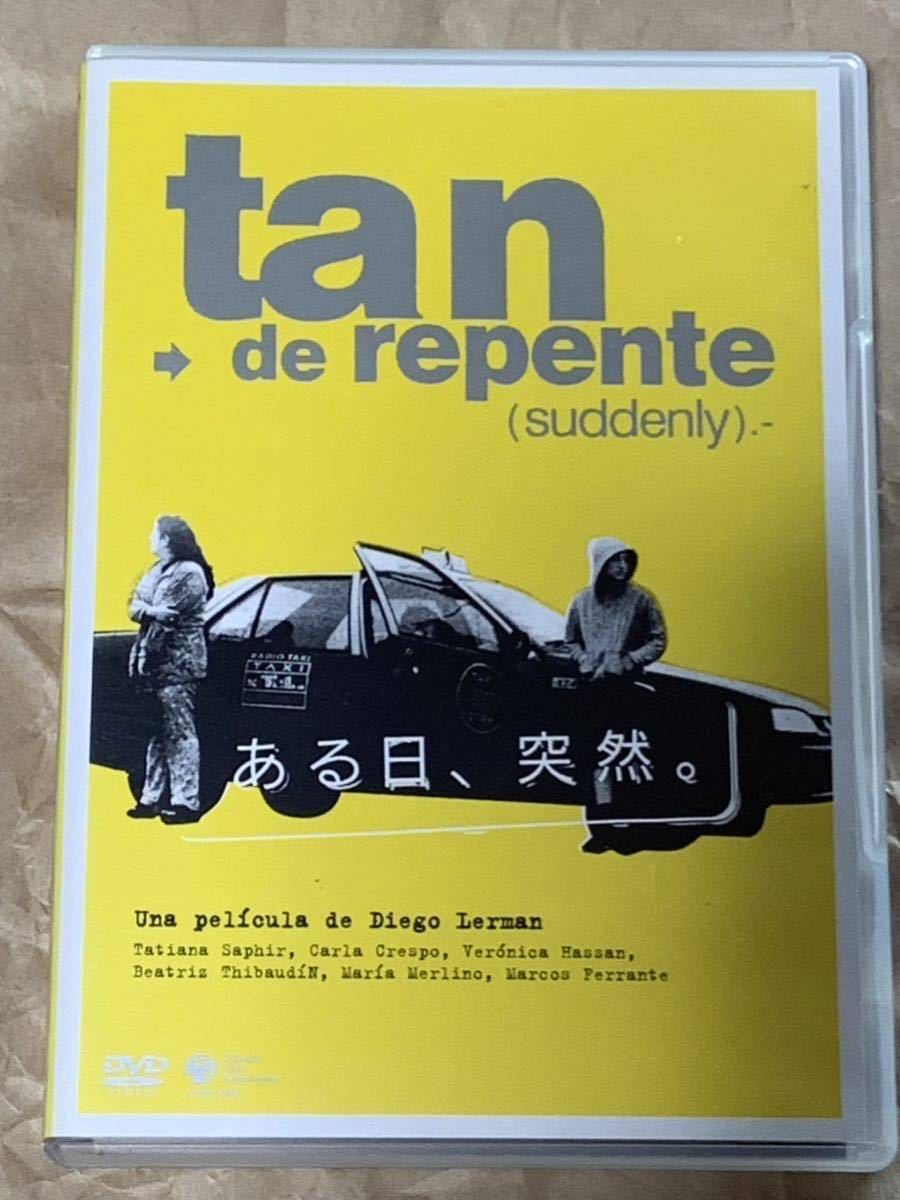 tan
de repente
(suddenly).-
RADIO TAXI
TAXI
ある日、突然。
Una película de Diego Lerman
Tatiana Saphir, Carla Crespo, Verónica Hassan,
Beatriz ThibaudíN, María Merlino, Marcos Ferrante
DVD
VIDEO